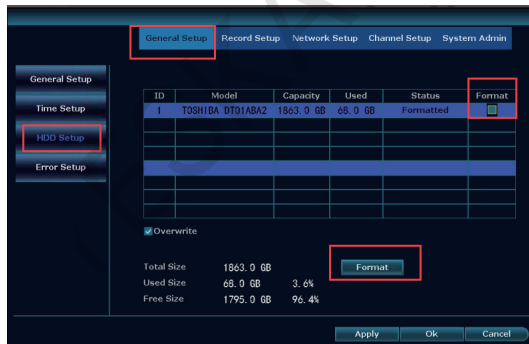 General Setup Record Setup Network Setup Channel Setup System Admin
General Setup
Time Setup
HDD Setup
Error Setup
ID Model Capacity Used Status Format
1 TOSHIBA DT01ABA2 1863.0 GB 68.0 GB Formatted
Overwrite
Total Size 1863.0 GB Format
Used Size 68.0 GB 3.6%
Free Size 1795.0 GB 96.4%
Apply Ok Cancel